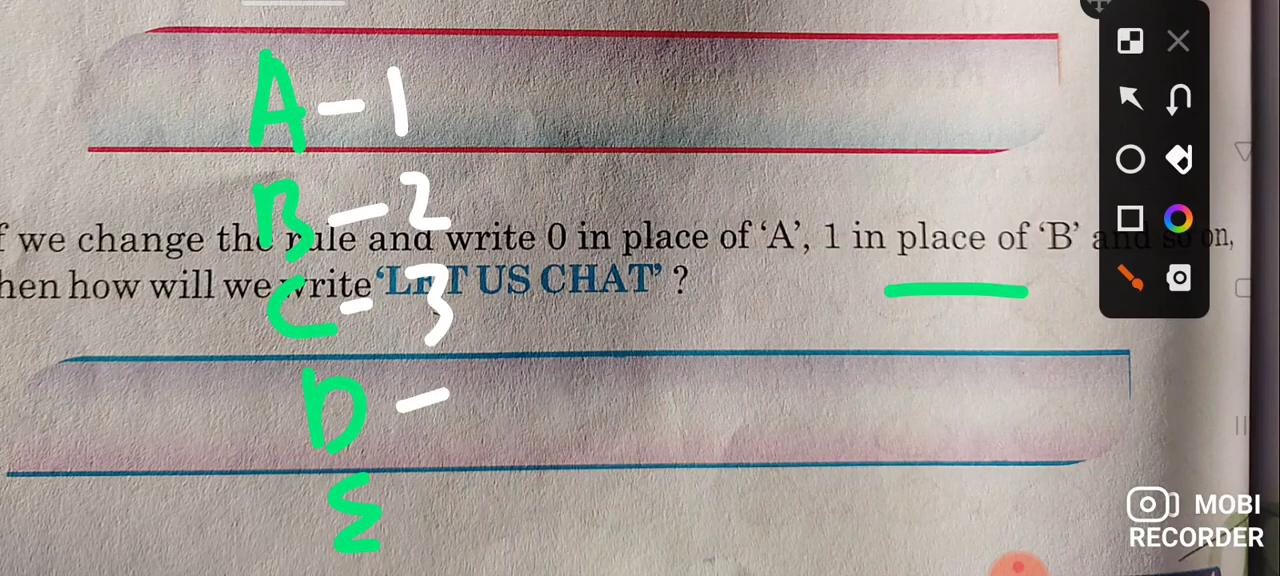 A - 1
B - 2
f we change the rule and write 0 in place of ‘A’, 1 in place of ‘B’ and so on,
hen how will we write ‘LET US CHAT’ ?
C - 3
D -
E
MOBI
RECORDER